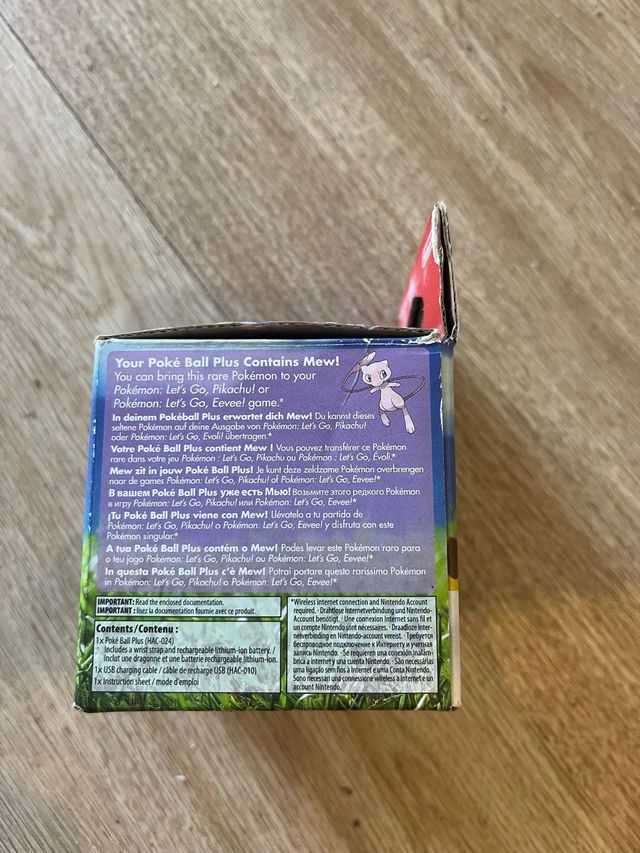 Your Poké Ball Plus Contains Mew!
You can bring this rare Pokémon to your
Pokémon: Let's Go, Pikachu! or
Pokémon: Let's Go, Eevee! game.*
In deinem Pokéball Plus erwartet dich Mew! Du kannst dieses
seltene Pokémon auf deine Ausgabe von Pokémon: Let's Go, Pikachu!
oder Pokémon: Let's Go, Evoli! übertragen.*
Votre Poké Ball Plus contient Mew ! Vous pouvez transférer ce Pokémon
rare dans votre jeu Pokémon : Let's Go, Pikachu ou Pokémon : Let's Go, Évoli.*
Mew zit in jouw Poké Ball Plus! Je kunt deze zeldzame Pokémon overbrengen
naar de games Pokémon: Let's Go, Pikachu! of Pokémon: Let's Go, Eevee!*
В вашем Poké Ball Plus уже есть Мью! Возьмите этого редкого Pokémon
в игру Pokémon: Let's Go, Pikachu! или Pokémon: Let's Go, Eevee!*
¡Tu Poké Ball Plus viene con Mew! Llévatelo a tu partida de
Pokémon: Let's Go, Pikachu! o Pokémon: Let's Go, Eevee! y disfruta con este
Pokémon singular.*
A tua Poké Ball Plus contém o Mew! Podes levar este Pokémon raro para
o teu jogo Pokémon: Let's Go, Pikachu! ou Pokémon: Let's Go, Eevee!*
In questa Poké Ball Plus c'è Mew! Potrai portare questo rarissimo Pokémon
in Pokémon: Let's Go, Pikachu! o Pokémon: Let's Go, Eevee!*
IMPORTANT: Read the enclosed documentation.
IMPORTANT : lisez la documentation fournie avec ce produit.
Contents / Contenu :
1x Poké Ball Plus (HAC-024)
Includes a wrist strap and rechargeable lithium-ion battery. /
Inclut une dragonne et une batterie rechargeable lithium-ion.
1x USB charging cable / câble de recharge USB (HAC-010)
1x Instruction sheet / mode d'emploi
*Wireless internet connection and Nintendo Account
required. · Drahtlose Internetverbindung und Nintendo-
Account benötigt. · Une connexion Internet sans fil et
un compte Nintendo sont nécessaires. · Draadloze inter-
netverbinding en Nintendo-account vereist. · Требуется
беспроводное подключение к Интернету и учетная
запись Nintendo. · Se requieren una conexión inalám-
brica a internet y una cuenta Nintendo. · São necessárias
uma ligação sem fios à Internet e uma Conta Nintendo.
Sono necessari una connessione wireless a Internet e un
account Nintendo.